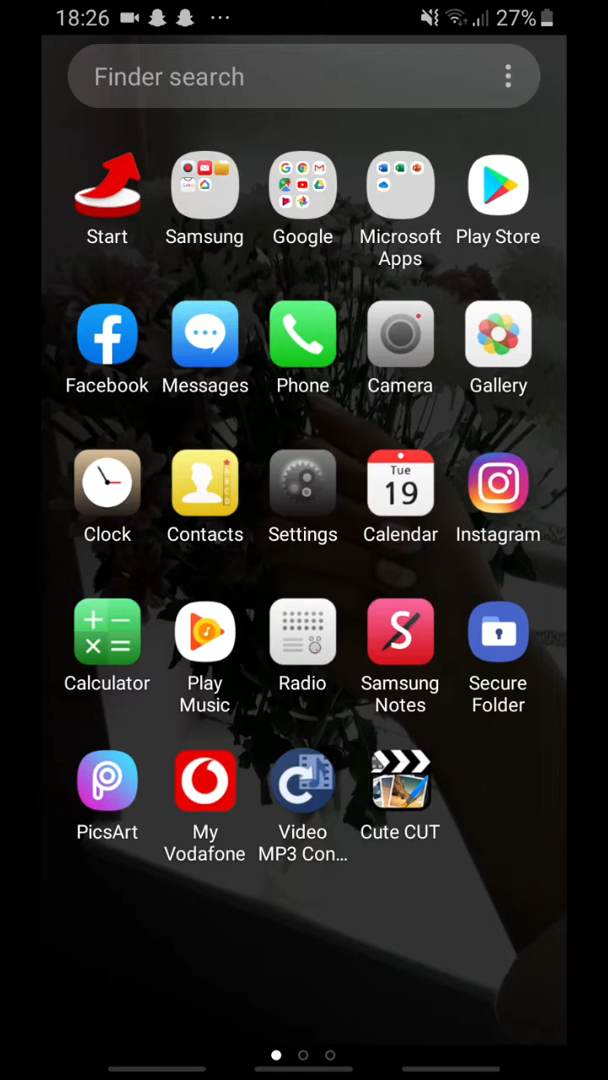 18:26 27%
Finder search
Start Samsung Google Microsoft Apps Play Store
Facebook Messages Phone Camera Gallery
Tue
19
Clock Contacts Settings Calendar Instagram
Calculator Play Music Radio Samsung Notes Secure Folder
PicsArt My Vodafone Video MP3 Con... Cute CUT